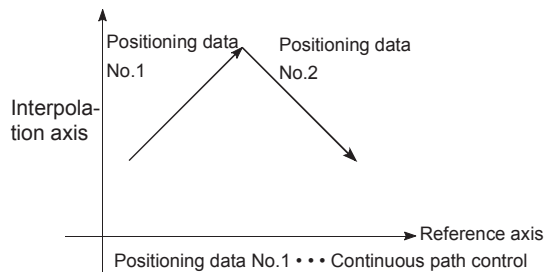 Positioning data
No.1
Positioning data
No.2
Interpola-
tion axis
Reference axis
Positioning data No.1 • • • Continuous path control